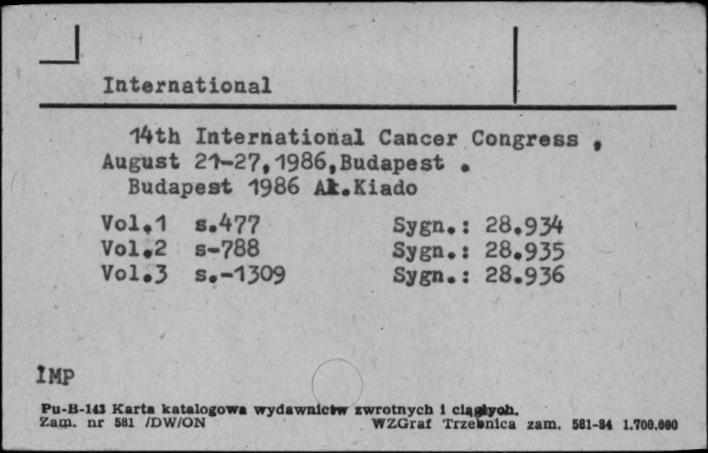 International
14th International Cancer Congress ,
August 21-27,1986,Budapest .
Budapest 1986 Ak.Kiado
Vol.1 s.477 Sygn.: 28.934
Vol.2 s-788 Sygn.: 28.935
Vol.3 s.-1309 Sygn.: 28.936
IMP
Pu-B-143 Karta katalogowa wydawnictw zwrotnych i ciągłych.
Zam. nr 581 /DW/ON WZGraf Trzebnica zam. 581-84 1.700.000